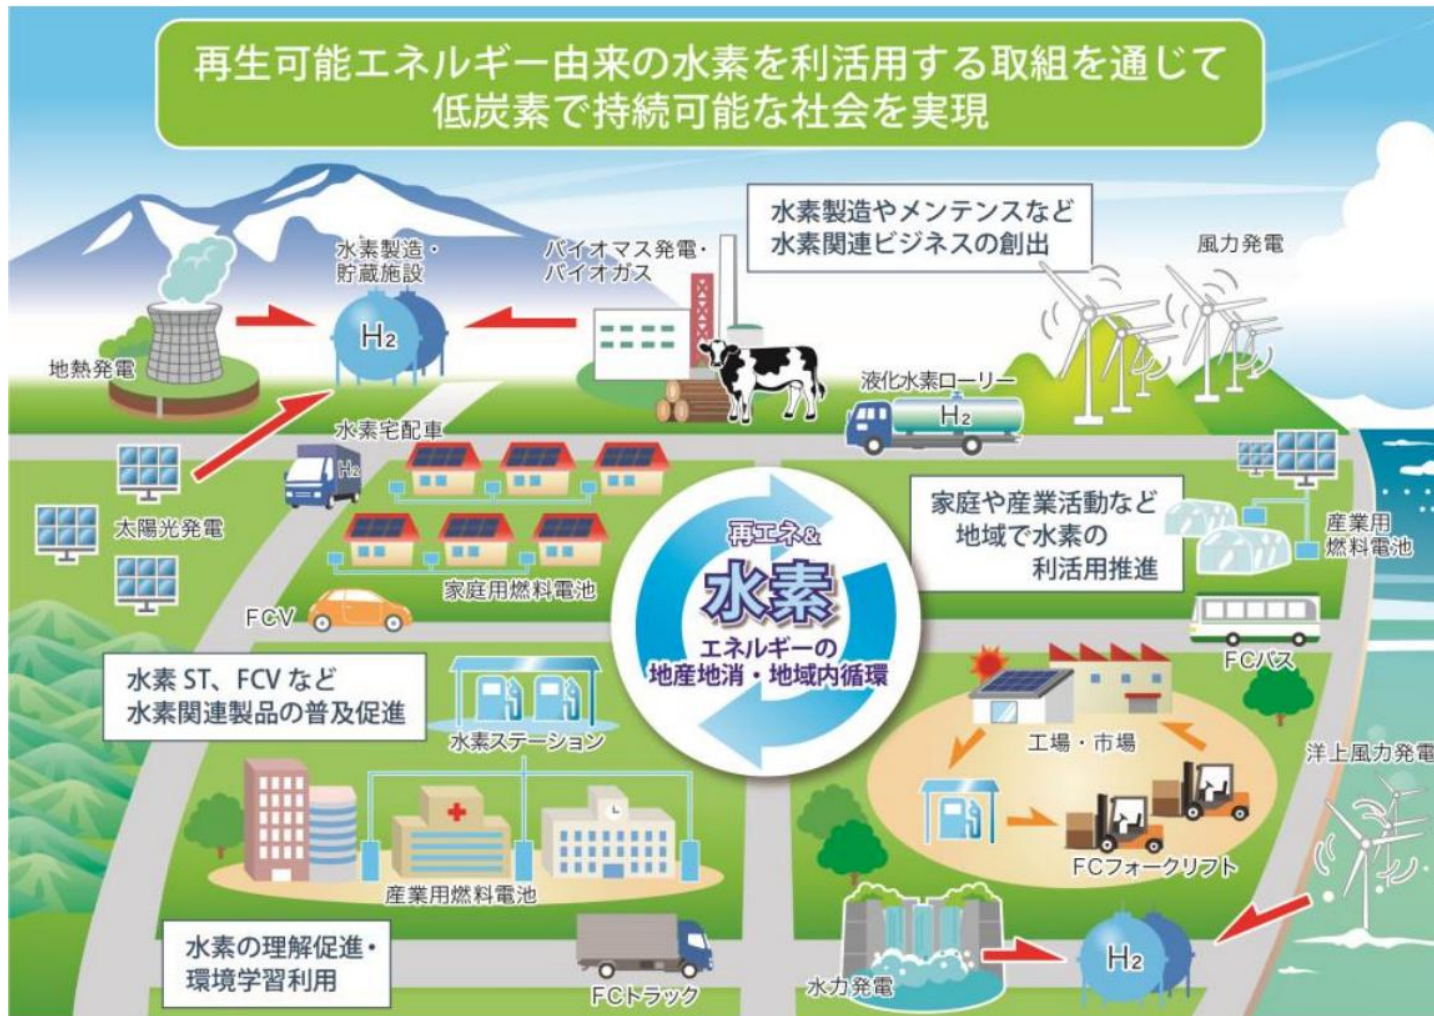 再生可能エネルギー由来の水素を利活用する取組を通じて
低炭素で持続可能な社会を実現
水素製造やメンテンスなど
水素関連ビジネスの創出
風力発電
水素製造・
貯蔵施設
バイオマス発電・
バイオガス
H2
地熱発電
液化水素ローリー
H2
水素宅配車
H2
太陽光発電
家庭用燃料電池
FCV
再エネ&
水素
エネルギーの
地産地消・地域内循環
家庭や産業活動など
地域で水素の
利活用推進
産業用
燃料電池
FCバス
水素 ST、FCV など
水素関連製品の普及促進
水素ステーション
工場・市場
洋上風力発電
FCフォークリフト
産業用燃料電池
水素の理解促進・
環境学習利用
FCトラック
水力発電
H2